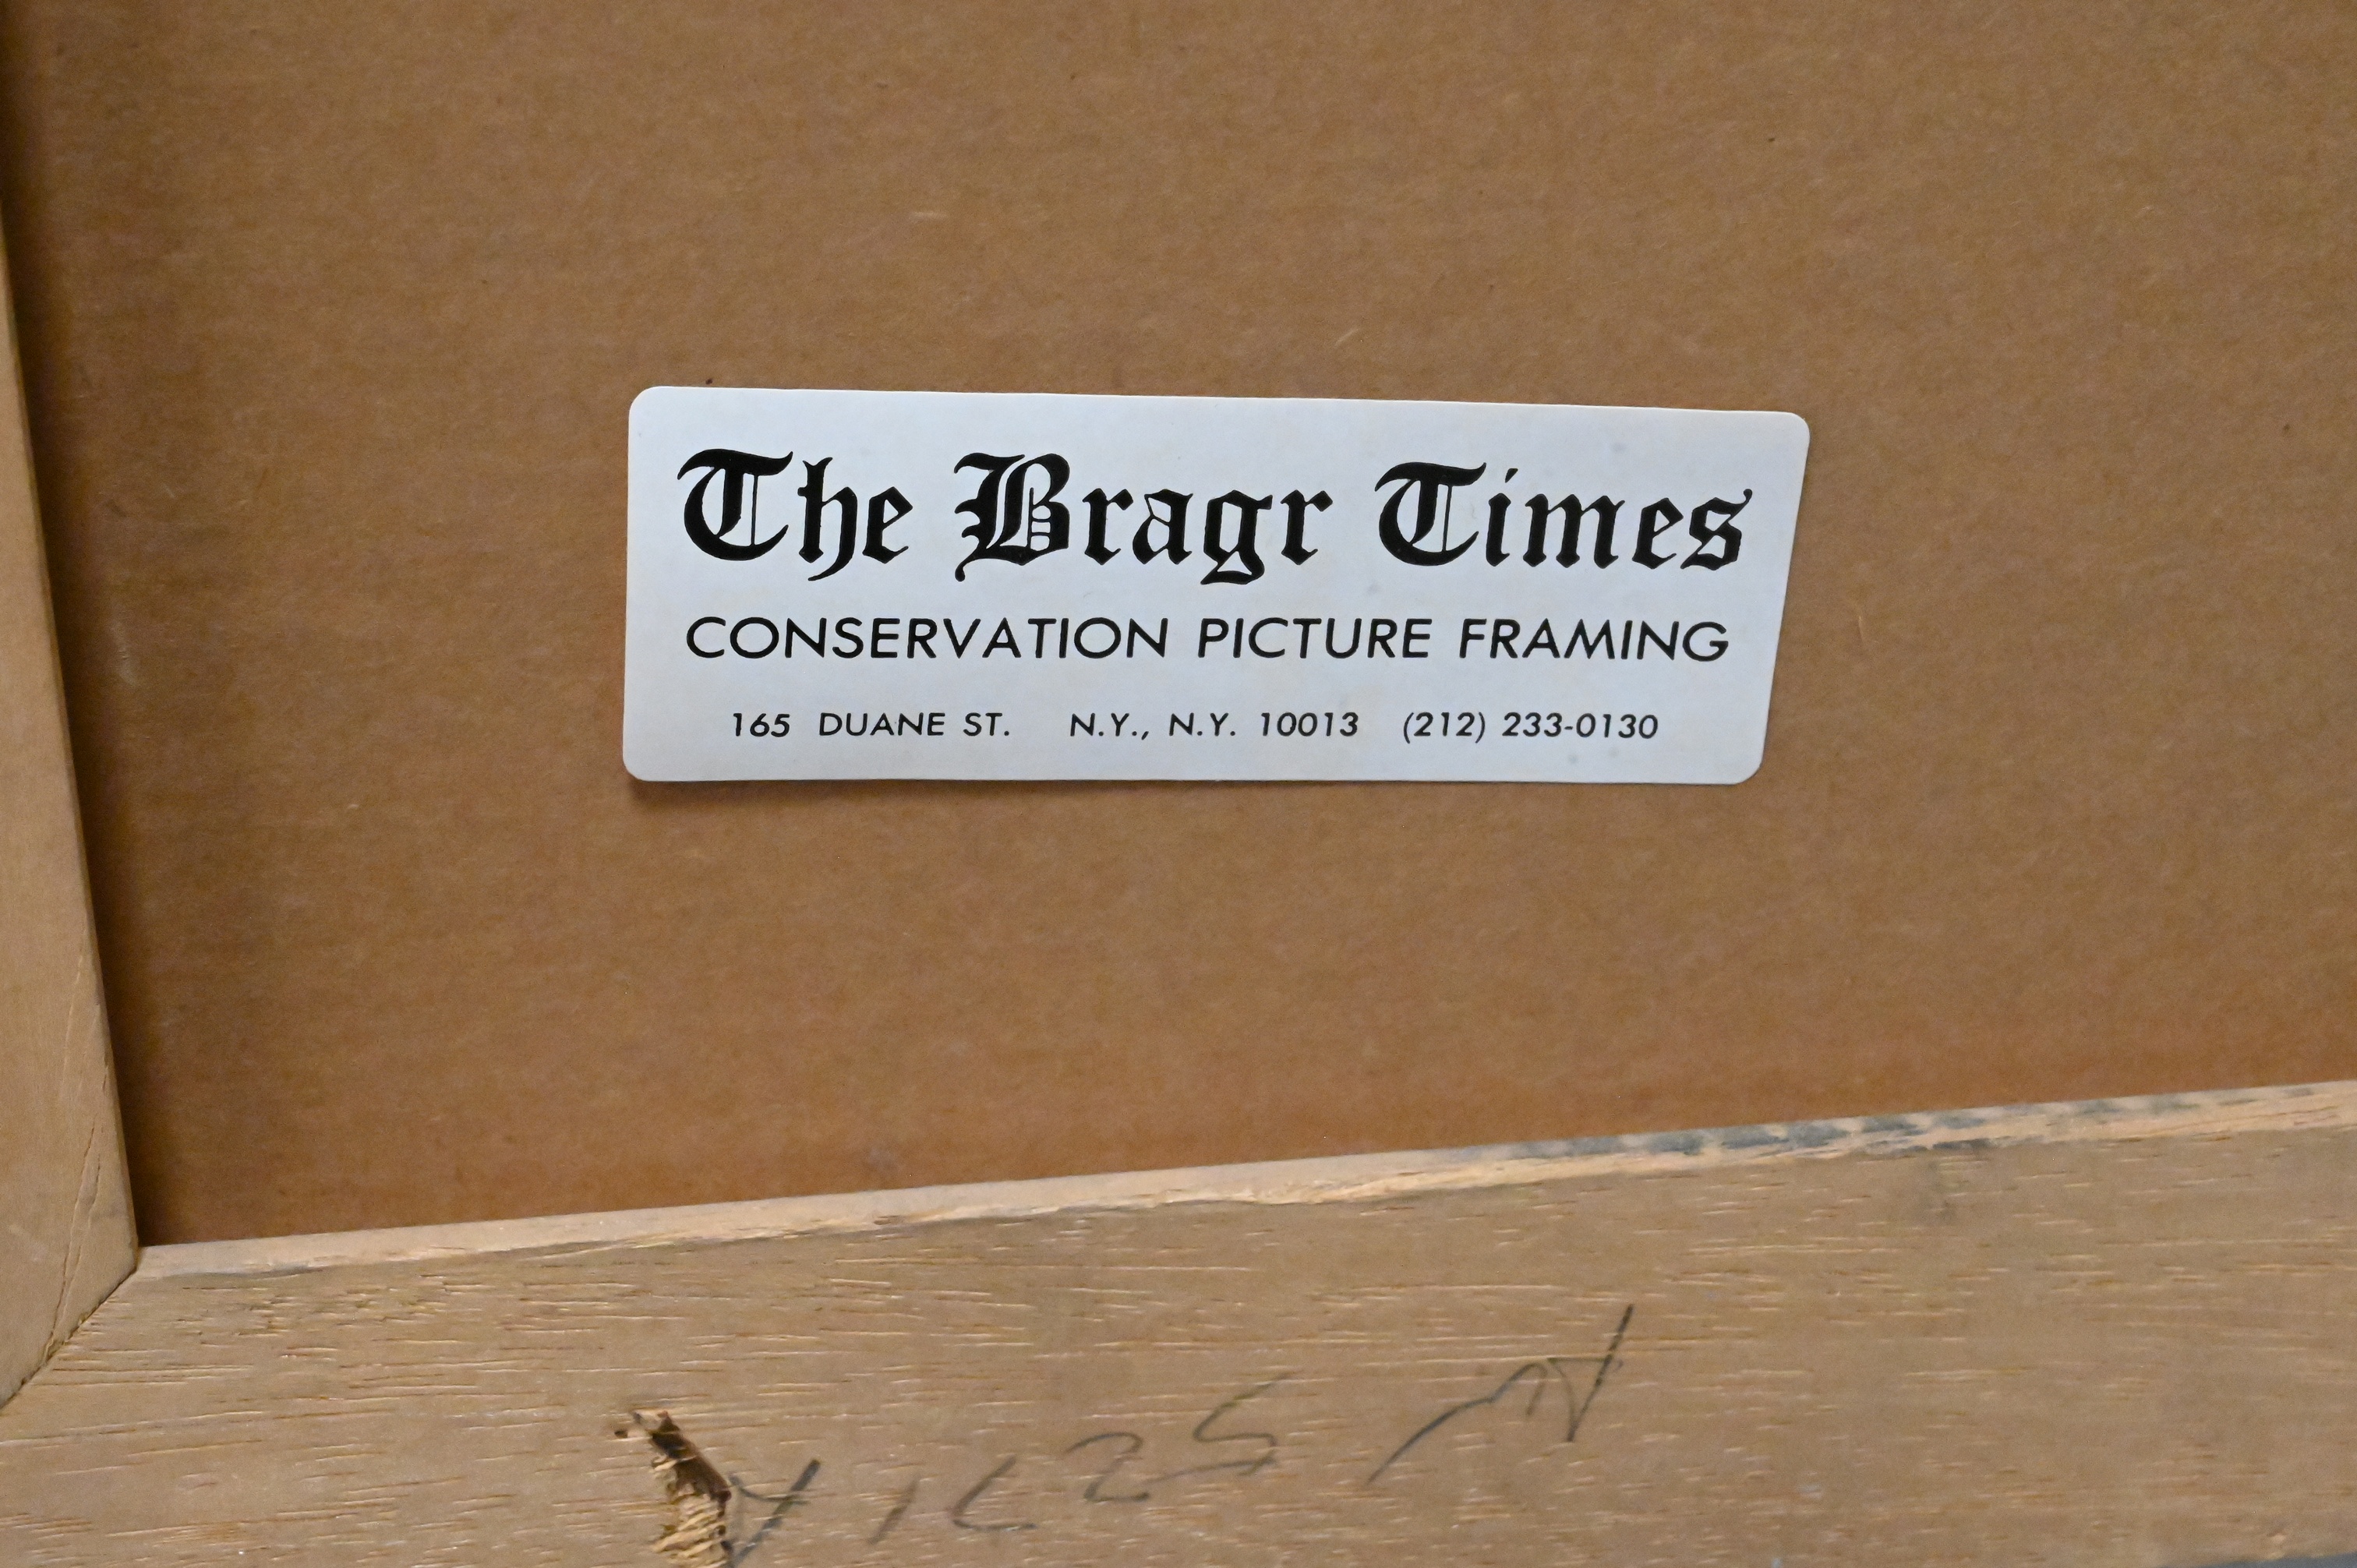 The Bragr Times
CONSERVATION PICTURE FRAMING
165 DUANE ST. N.Y., N.Y. 10013 (212) 233-0130